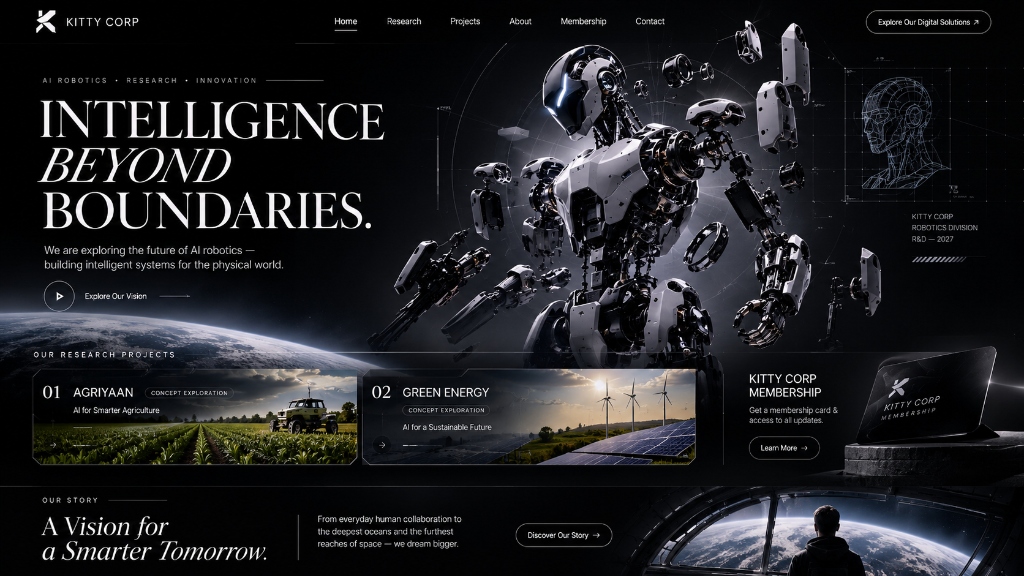 KITTY CORP
Home
Research
Projects
About
Membership
Contact
Explore Our Digital Solutions ↗
AI ROBOTICS • RESEARCH • INNOVATION
INTELLIGENCE
BEYOND
BOUNDARIES.
We are exploring the future of AI robotics —
building intelligent systems for the physical world.
Explore Our Vision
KITTY CORP
ROBOTICS DIVISION
R&D — 2027
OUR RESEARCH PROJECTS
01 AGRIYAAN CONCEPT EXPLORATION
AI for Smarter Agriculture
02 GREEN ENERGY
CONCEPT EXPLORATION
AI for a Sustainable Future
KITTY CORP
MEMBERSHIP
Get a membership card &
access to all updates.
Learn More →
KITTY CORP
MEMBERSHIP
OUR STORY
A Vision for
a Smarter Tomorrow.
From everyday human collaboration to
the deepest oceans and the furthest
reaches of space — we dream bigger.
Discover Our Story →